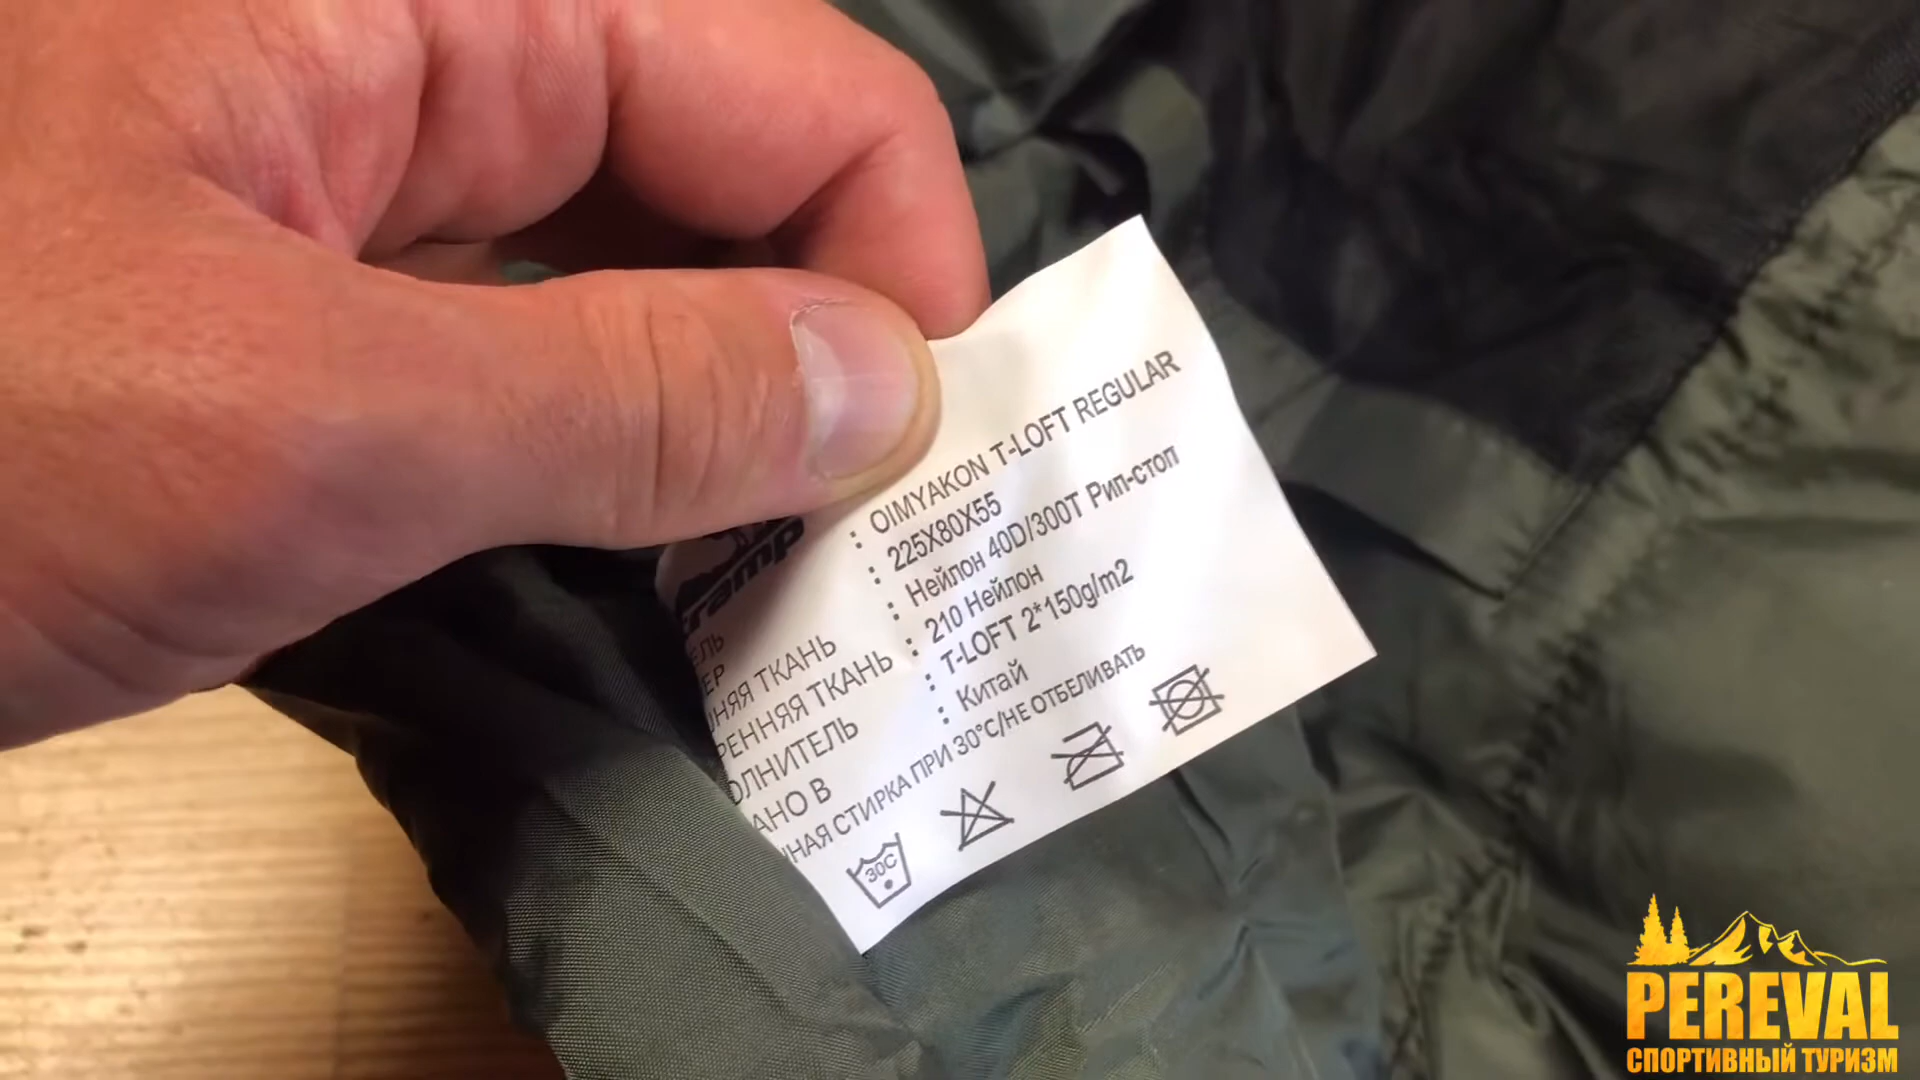 Tramp
ЕЛЬ : OIMYAKON T-LOFT REGULAR
ЕР : 225X80X55
НЯЯ ТКАНЬ : Нейлон 40D/300T Рип-стоп
РЕННЯЯ ТКАНЬ : 210 Нейлон
ОЛНИТЕЛЬ : T-LOFT 2*150g/m2
АНО В : Китай
ЧНАЯ СТИРКА ПРИ 30°С/НЕ ОТБЕЛИВАТЬ
30C
PEREVAL
СПОРТИВНЫЙ ТУРИЗМ